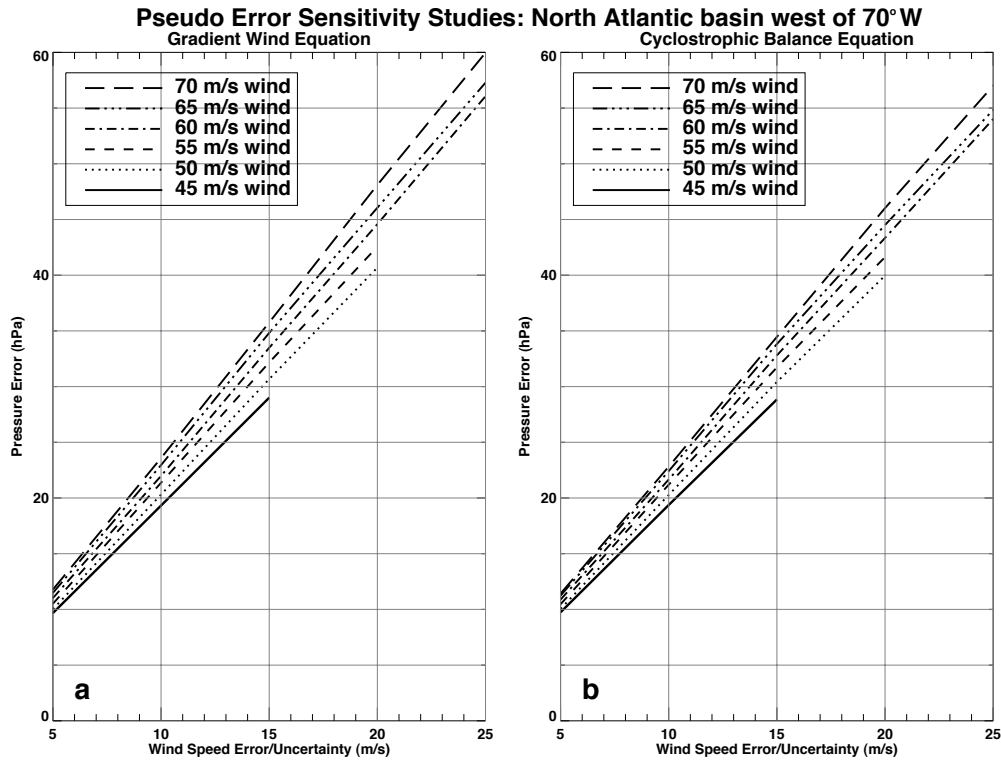 Pseudo Error Sensitivity Studies: North Atlantic basin west of 70°W
Gradient Wind Equation
60
40
20
0
Pressure Error (hPa)
70 m/s wind
65 m/s wind
60 m/s wind
55 m/s wind
50 m/s wind
45 m/s wind
a
5 10 15 20 25
Wind Speed Error/Uncertainty (m/s)
Cyclostrophic Balance Equation
60
40
20
0
Pressure Error (hPa)
70 m/s wind
65 m/s wind
60 m/s wind
55 m/s wind
50 m/s wind
45 m/s wind
b
5 10 15 20 25
Wind Speed Error/Uncertainty (m/s)